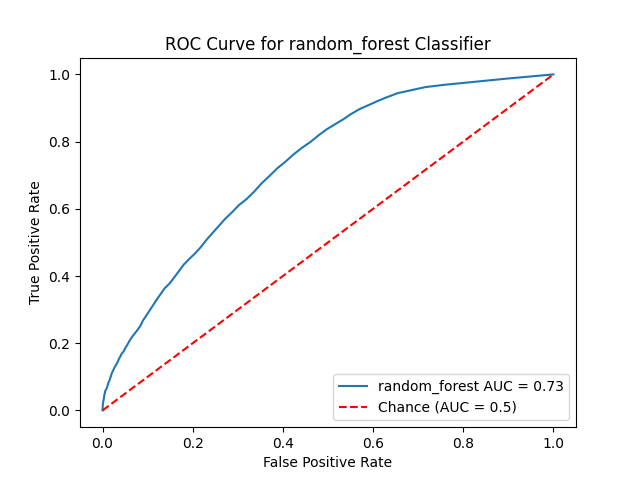 ROC Curve for random_forest Classifier
True Positive Rate
1.0
0.8
0.6
0.4
0.2
0.0
random_forest AUC = 0.73
Chance (AUC = 0.5)
0.0 0.2 0.4 0.6 0.8 1.0
False Positive Rate